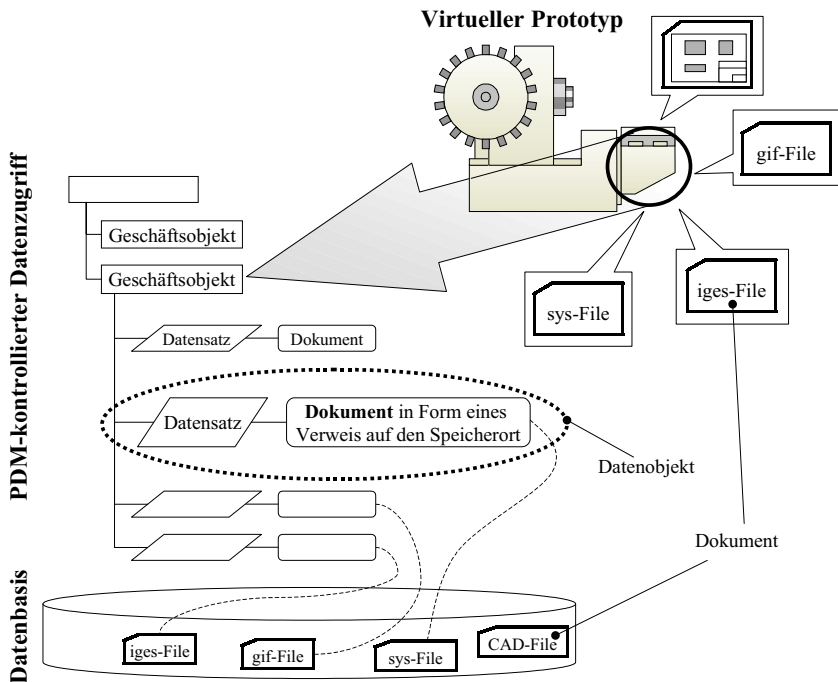 Virtueller Prototyp
gif-File
iges-File
sys-File
PDM-kontrollierter Datenzugriff
Geschäftsobjekt
Geschäftsobjekt
Datensatz
Dokument
Datensatz
Dokument in Form eines
Verweis auf den Speicherort
Datenobjekt
Dokument
Datenbasis
iges-File
gif-File
sys-File
CAD-File